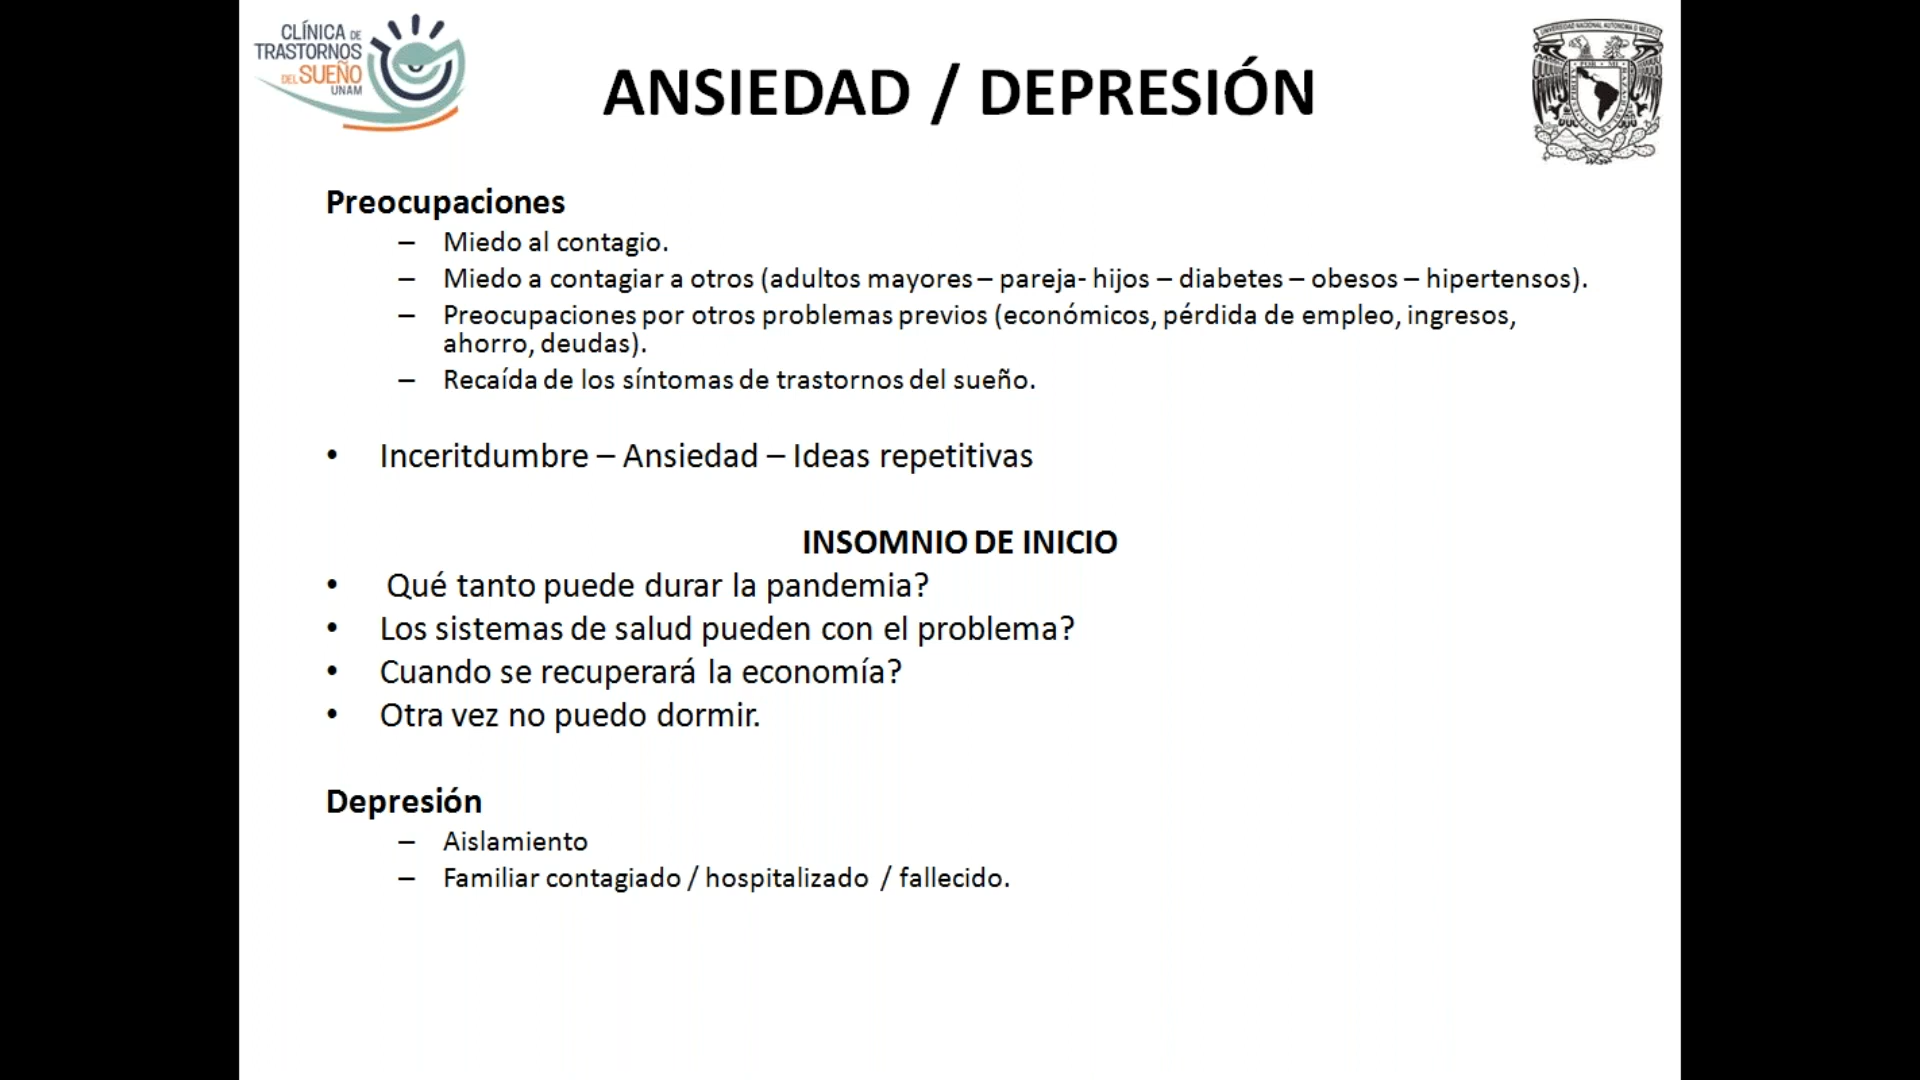 CLÍNICA DE
TRASTORNOS
DEL SUEÑO
UNAM
ANSIEDAD / DEPRESIÓN
Preocupaciones
– Miedo al contagio.
– Miedo a contagiar a otros (adultos mayores – pareja- hijos – diabetes – obesos – hipertensos).
– Preocupaciones por otros problemas previos (económicos, pérdida de empleo, ingresos,
ahorro, deudas).
– Recaída de los síntomas de trastornos del sueño.
• Inceritdumbre – Ansiedad – Ideas repetitivas
INSOMNIO DE INICIO
• Qué tanto puede durar la pandemia?
• Los sistemas de salud pueden con el problema?
• Cuando se recuperará la economía?
• Otra vez no puedo dormir.
Depresión
– Aislamiento
– Familiar contagiado / hospitalizado / fallecido.